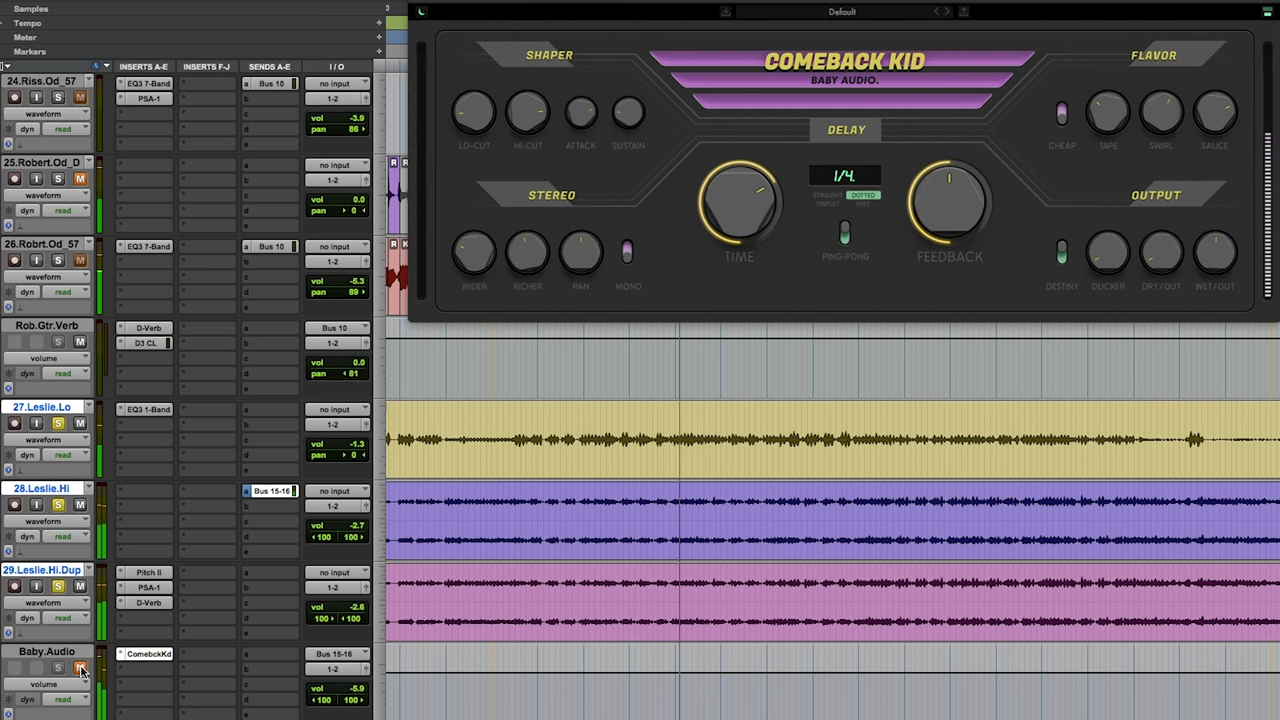 Samples
Tempo
Meter
Markers
INSERTS A-E INSERTS F-J SENDS A-E I / O
24.Riss.Od_57 EQ3 7-Band a Bus 10 no input
I S M PSA-1 b 1-2
waveform c vol -3.9
dyn read d pan 86
e
25.Robert.Od_D a no input
I S M b 1-2
waveform c vol 0.0
dyn read d pan 0
e
26.Robrt.Od_57 EQ3 7-Band a Bus 10 no input
I S M b 1-2
waveform c vol -5.3
dyn read d pan 89
e
Rob.Gtr.Verb D-Verb a Bus 10
S M D3 CL b 1-2
volume c vol 0.0
dyn read d pan 81
e
27.Leslie.Lo EQ3 1-Band a no input
I S M b 1-2
waveform c vol -1.3
dyn read d pan 0
e
28.Leslie.Hi a Bus 15-16 no input
I S M b 1-2
waveform c vol -2.7
dyn read d 100 100
e
29.Leslie.Hi.Dup Pitch II a no input
I S M PSA-1 b 1-2
waveform D-Verb c vol -2.6
dyn read d 100 100
e
Baby.Audio ComebckKd a Bus 15-16
S M b 1-2
volume c vol -5.9
dyn read d 100 100
e
Default
SHAPER
COMEBACK KID
BABY AUDIO.
FLAVOR
LO-CUT HI-CUT ATTACK SUSTAIN
DELAY
CHEAP TAPE SWIRL SAUCE
STEREO
1/4.
STRAIGHT DOTTED
TRIPLET FREE
OUTPUT
TIME PING-PONG FEEDBACK
WIDER RICHER PAN MONO
DESTINY DUCKER DRY/OUT WET/OUT